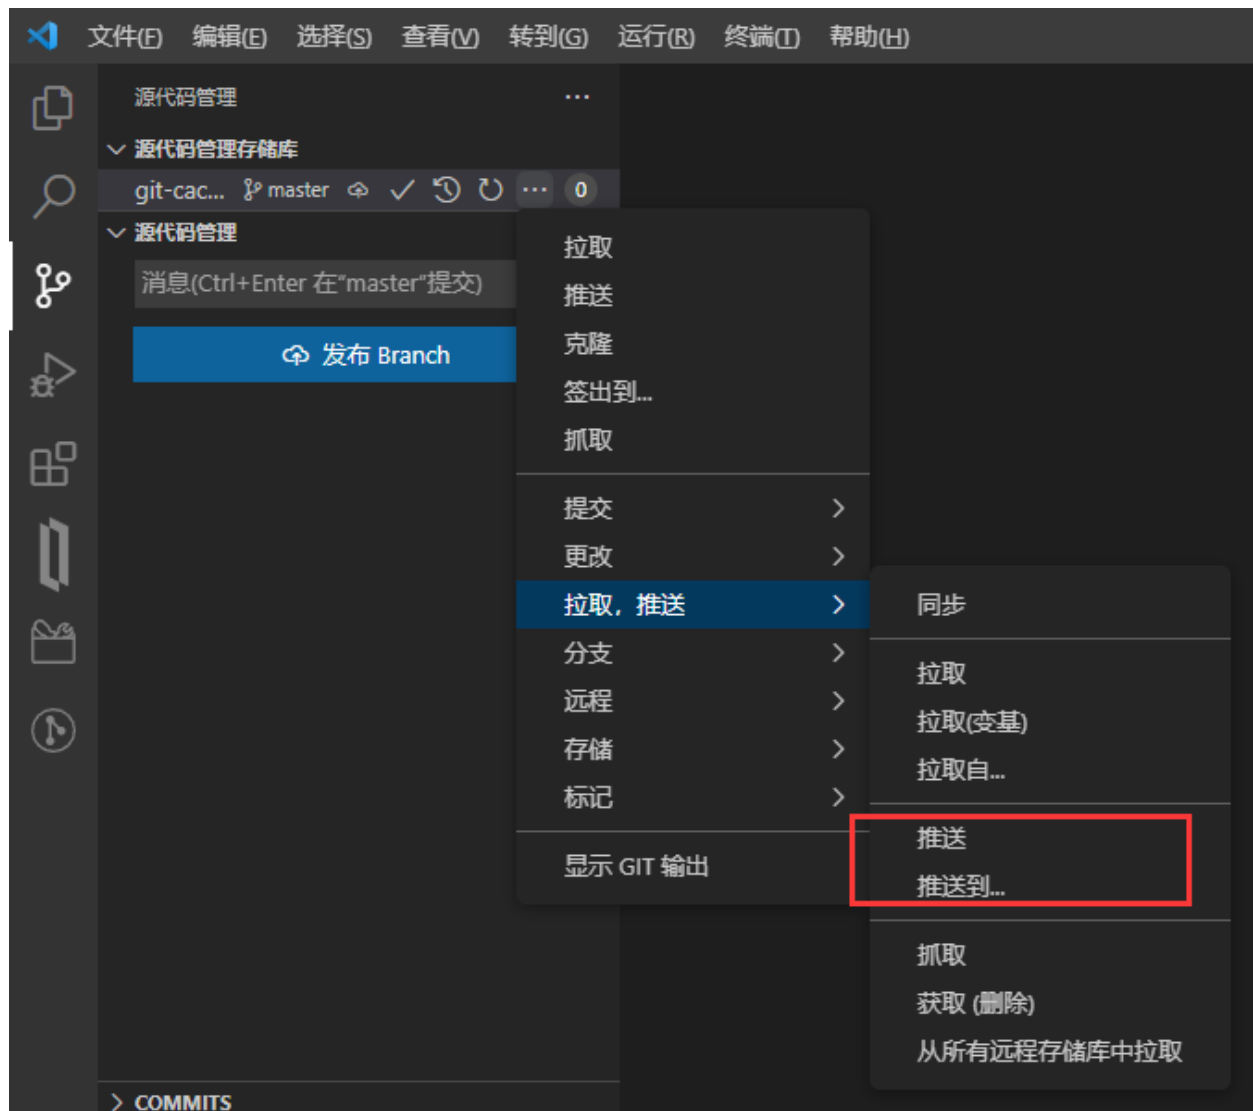 文件(F) 编辑(E) 选择(S) 查看(V) 转到(G) 运行(R) 终端(T) 帮助(H)
源代码管理 ···
源代码管理存储库
git-cac... master ··· 0
源代码管理
消息(Ctrl+Enter 在"master"提交)
发布 Branch
拉取
推送
克隆
签出到...
抓取
提交
更改
拉取，推送
分支
远程
存储
标记
显示 GIT 输出
同步
拉取
拉取(变基)
拉取自...
推送
推送到...
抓取
获取 (删除)
从所有远程存储库中拉取
COMMITS